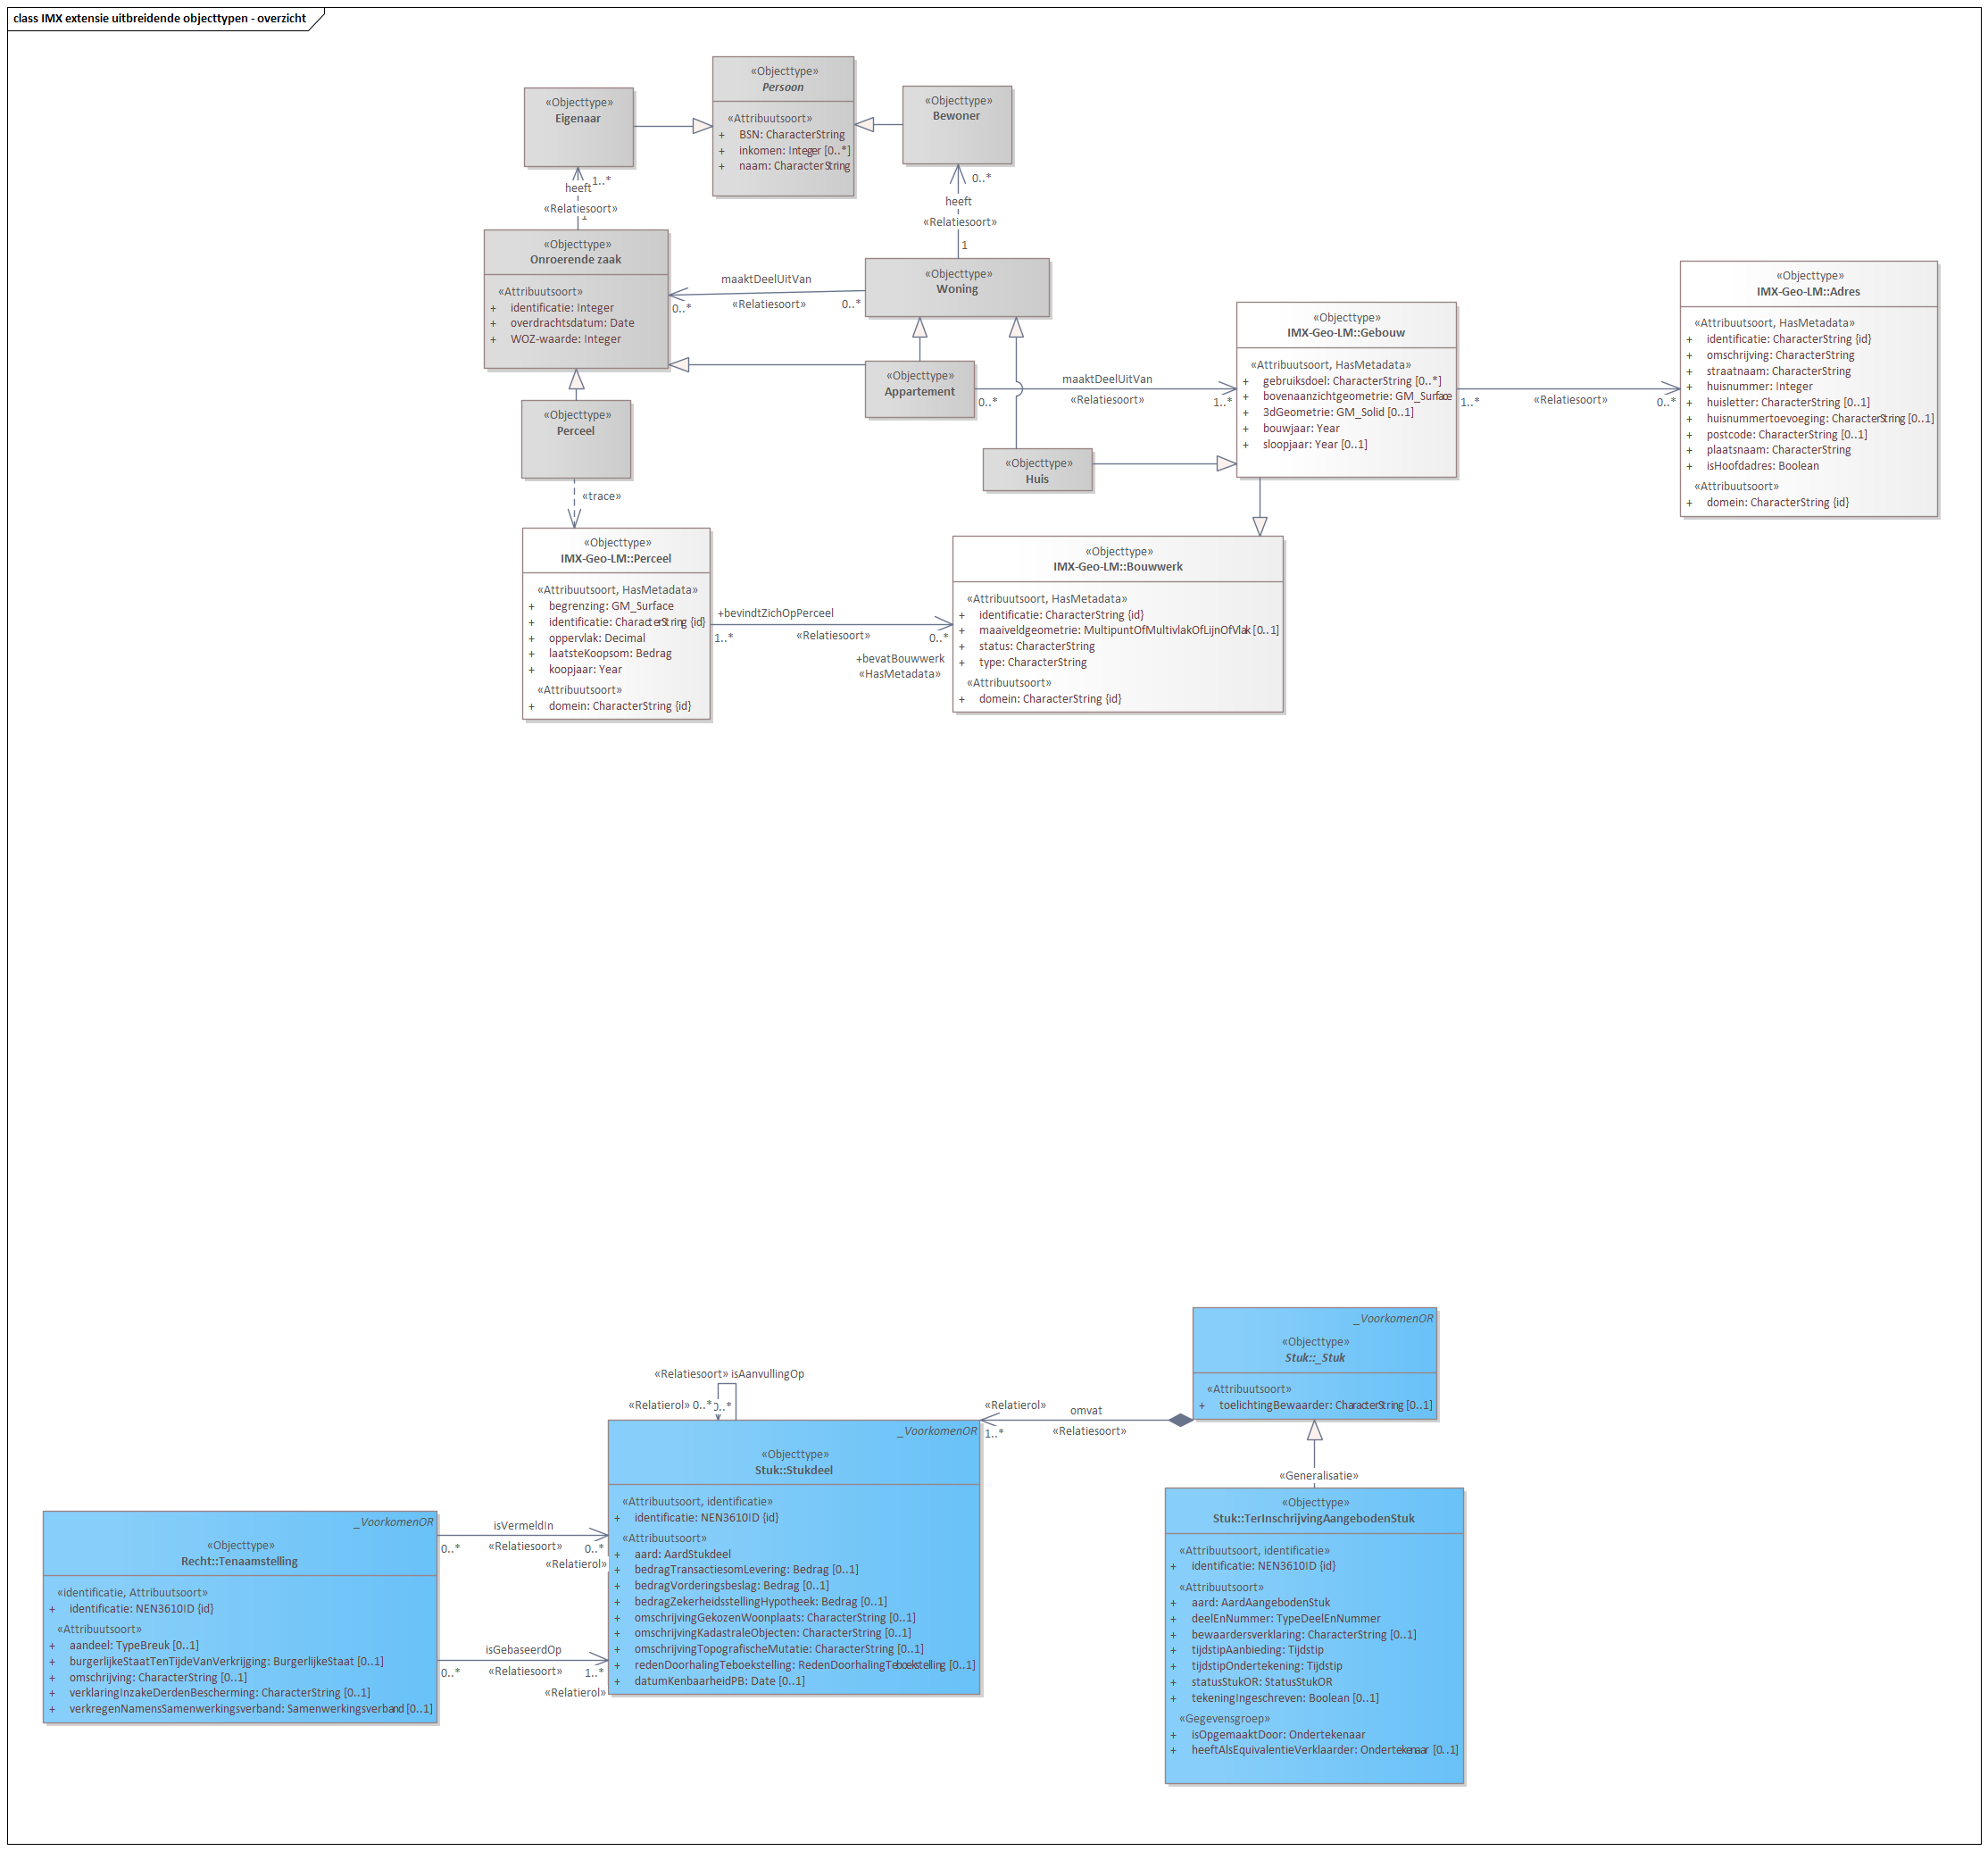 class IMX extensie uitbreidende objecttypen - overzicht
«Objecttype»
Persoon
«Attribuutsoort»
+ BSN: CharacterString
+ inkomen: Integer [0..*]
+ naam: CharacterString
«Objecttype»
Eigenaar
«Objecttype»
Bewoner
1..*
heeft
«Relatiesoort»
1
0..*
heeft
«Relatiesoort»
1
«Objecttype»
Onroerende zaak
«Attribuutsoort»
+ identificatie: Integer
+ overdrachtsdatum: Date
+ WOZ-waarde: Integer
maaktDeelUitVan
0..*
«Relatiesoort»
0..*
«Objecttype»
Woning
«Objecttype»
Appartement
maaktDeelUitVan
0..*
«Relatiesoort»
1..*
«Objecttype»
Perceel
«trace»
«Objecttype»
Huis
«Objecttype»
IMX-Geo-LM::Gebouw
«Attribuutsoort, HasMetadata»
+ gebruiksdoel: CharacterString [0..*]
+ bovenaanzichtgeometrie: GM_Surface
+ 3dGeometrie: GM_Solid [0..1]
+ bouwjaar: Year
+ sloopjaar: Year [0..1]
1..*
«Relatiesoort»
0..*
«Objecttype»
IMX-Geo-LM::Adres
«Attribuutsoort, HasMetadata»
+ identificatie: CharacterString {id}
+ omschrijving: CharacterString
+ straatnaam: CharacterString
+ huisnummer: Integer
+ huisletter: CharacterString [0..1]
+ huisnummertoevoeging: CharacterString [0..1]
+ postcode: CharacterString [0..1]
+ plaatsnaam: CharacterString
+ isHoofdadres: Boolean
«Attribuutsoort»
+ domein: CharacterString {id}
«Objecttype»
IMX-Geo-LM::Perceel
«Attribuutsoort, HasMetadata»
+ begrenzing: GM_Surface
+ identificatie: CharacterString {id}
+ oppervlak: Decimal
+ laatsteKoopsom: Bedrag
+ koopjaar: Year
«Attribuutsoort»
+ domein: CharacterString {id}
+bevindtZichOpPerceel
1..*
«Relatiesoort»
0..*
+bevatBouwwerk
«HasMetadata»
«Objecttype»
IMX-Geo-LM::Bouwwerk
«Attribuutsoort, HasMetadata»
+ identificatie: CharacterString {id}
+ maaiveldgeometrie: MultipuntOfMultivlakOfLijnOfVlak [0..1]
+ status: CharacterString
+ type: CharacterString
«Attribuutsoort»
+ domein: CharacterString {id}
_VoorkomenOR
«Objecttype»
Stuk::_Stuk
«Attribuutsoort»
+ toelichtingBewaarder: CharacterString [0..1]
«Relatiesoort» isAanvullingOp
«Relatierol» 0..*
0..*
«Relatierol»
omvat
1..*
«Relatiesoort»
_VoorkomenOR
«Objecttype»
Stuk::Stukdeel
«Attribuutsoort, identificatie»
+ identificatie: NEN3610ID {id}
«Attribuutsoort»
+ aard: AardStukdeel
+ bedragTransactiesomLevering: Bedrag [0..1]
+ bedragVorderingsbeslag: Bedrag [0..1]
+ bedragZekerheidsstellingHypotheek: Bedrag [0..1]
+ omschrijvingGekozenWoonplaats: CharacterString [0..1]
+ omschrijvingKadastraleObjecten: CharacterString [0..1]
+ omschrijvingTopografischeMutatie: CharacterString [0..1]
+ redenDoorhalingTeboekstelling: RedenDoorhalingTeboekstelling [0..1]
+ datumKenbaarheidPB: Date [0..1]
«Generalisatie»
«Objecttype»
Stuk::TerInschrijvingAangebodenStuk
«Attribuutsoort, identificatie»
+ identificatie: NEN3610ID {id}
«Attribuutsoort»
+ aard: AardAangebodenStuk
+ deelEnNummer: TypeDeelEnNummer
+ bewaardersverklaring: CharacterString [0..1]
+ tijdstipAanbieding: Tijdstip
+ tijdstipOndertekening: Tijdstip
+ statusStukOR: StatusStukOR
+ tekeningIngeschreven: Boolean [0..1]
«Gegevensgroep»
+ isOpgemaaktDoor: Ondertekenaar
+ heeftAlsEquivalentieVerklaarder: Ondertekenaar [0..1]
_VoorkomenOR
«Objecttype»
Recht::Tenaamstelling
«identificatie, Attribuutsoort»
+ identificatie: NEN3610ID {id}
«Attribuutsoort»
+ aandeel: TypeBreuk [0..1]
+ burgerlijkeStaatTenTijdeVanVerkrijging: BurgerlijkeStaat [0..1]
+ omschrijving: CharacterString [0..1]
+ verklaringInzakeDerdenBescherming: CharacterString [0..1]
+ verkregenNamensSamenwerkingsverband: Samenwerkingsverband [0..1]
isVermeldIn
0..*
«Relatiesoort»
0..*
«Relatierol»
isGebaseerdOp
0..*
«Relatiesoort»
1..*
«Relatierol»